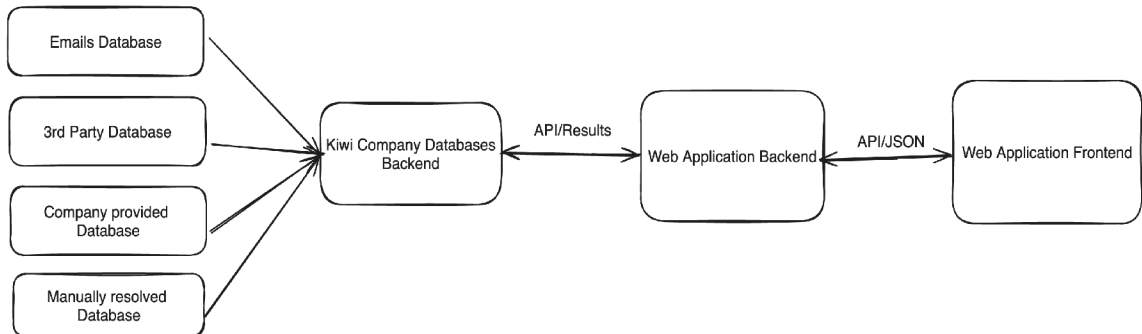 Emails Database
3rd Party Database
Company provided
Database
Manually resolved
Database
Kiwi Company Databases
Backend
API/Results
Web Application Backend
API/JSON
Web Application Frontend